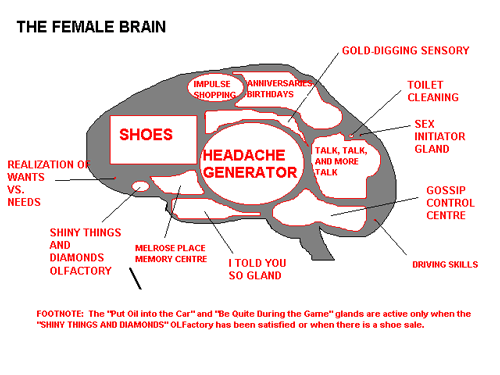 THE FEMALE BRAIN
GOLD-DIGGING SENSORY
IMPULSE
SHOPPING
ANNIVERSARIES
BIRTHDAYS
TOILET
CLEANING
SHOES
SEX
INITIATOR
GLAND
HEADACHE
GENERATOR
TALK, TALK,
AND MORE
TALK
REALIZATION OF
WANTS
VS.
NEEDS
GOSSIP
CONTROL
CENTRE
SHINY THINGS
AND
DIAMONDS
OLFACTORY
MELROSE PLACE
MEMORY CENTRE
I TOLD YOU
SO GLAND
DRIVING SKILLS
FOOTNOTE: The "Put Oil into the Car" and "Be Quite During the Game" glands are active only when the
"SHINY THINGS AND DIAMONDS" OLFactory has been satisfied or when there is a shoe sale.